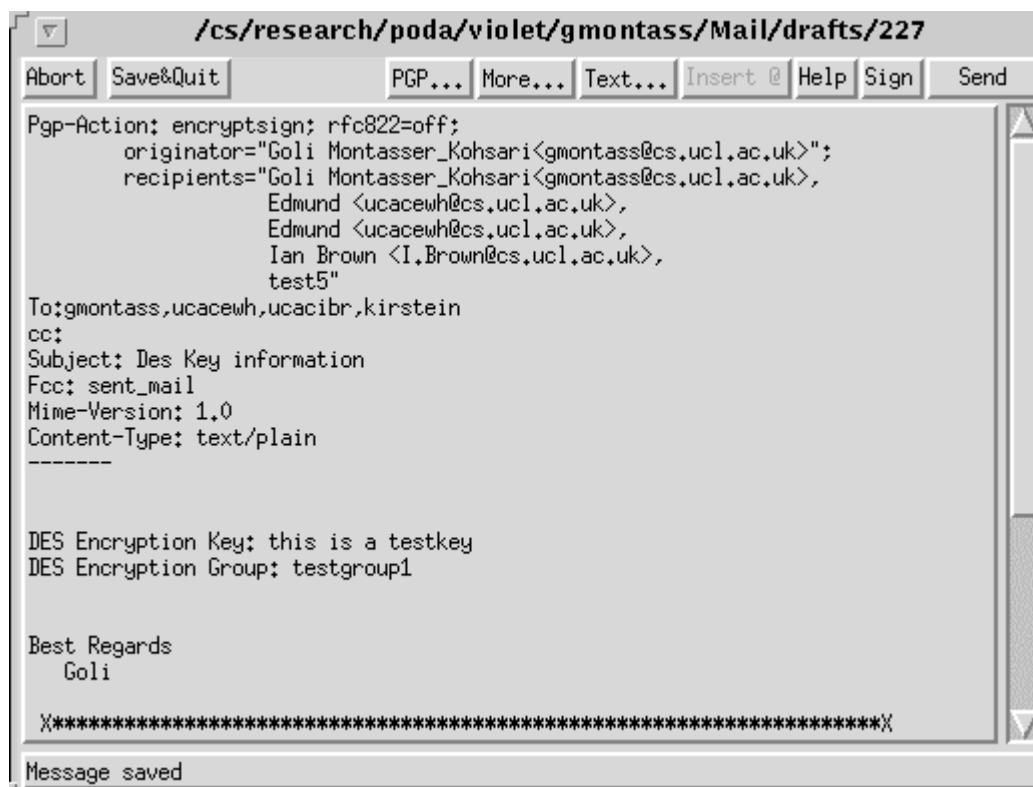 /cs/research/poda/violet/gmontass/Mail/drafts/227
Abort Save&Quit PGP... More... Text... Insert @ Help Sign Send
Pgp-Action: encryptsign; rfc822=off;
originator="Goli Montasser_Kohsari<gmontass@cs.ucl.ac.uk>";
recipients="Goli Montasser_Kohsari<gmontass@cs.ucl.ac.uk>,
Edmund <ucacewh@cs.ucl.ac.uk>,
Edmund <ucacewh@cs.ucl.ac.uk>,
Ian Brown <I.Brown@cs.ucl.ac.uk>,
test5"
To:gmontass,ucacewh,ucacibr,kirstein
cc:
Subject: Des Key information
Fcc: sent_mail
Mime-Version: 1.0
Content-Type: text/plain
-------
DES Encryption Key: this is a testkey
DES Encryption Group: testgroup1
Best Regards
Goli
X*********************************************************************X
Message saved